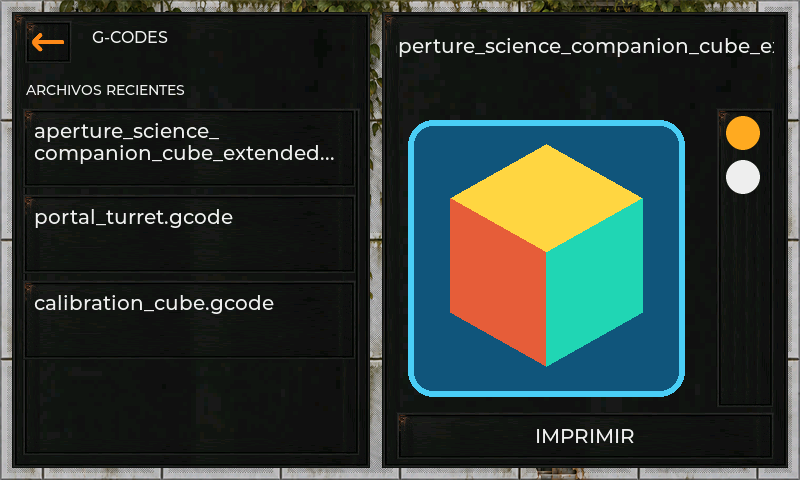 G-CODES
ARCHIVOS RECIENTES
aperture_science_
companion_cube_extended...
portal_turret.gcode
calibration_cube.gcode
perture_science_companion_cube_e
IMPRIMIR